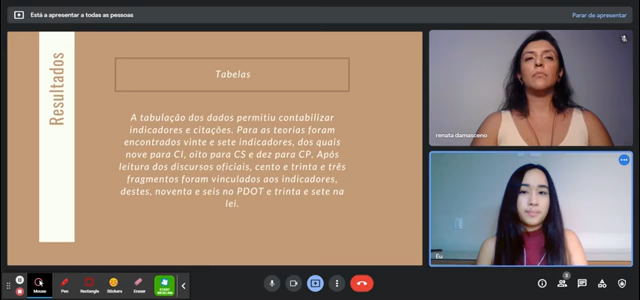 Está a apresentar a todas as pessoas
Parar de apresentar
Resultados
Tabelas
A tabulação dos dados permitiu contabilizar
indicadores e citações. Para as teorias foram
encontrados vinte e sete indicadores, dos quais
nove para CI, oito para CS e dez para CP. Após
leitura dos discursos oficiais, cento e trinta e três
fragmentos foram vinculados aos indicadores,
destes, noventa e seis no PDOT e trinta e sete na
lei.
renata damasceno
Eu
Mouse
Pen
Rectangle
Stickers
Eraser
3